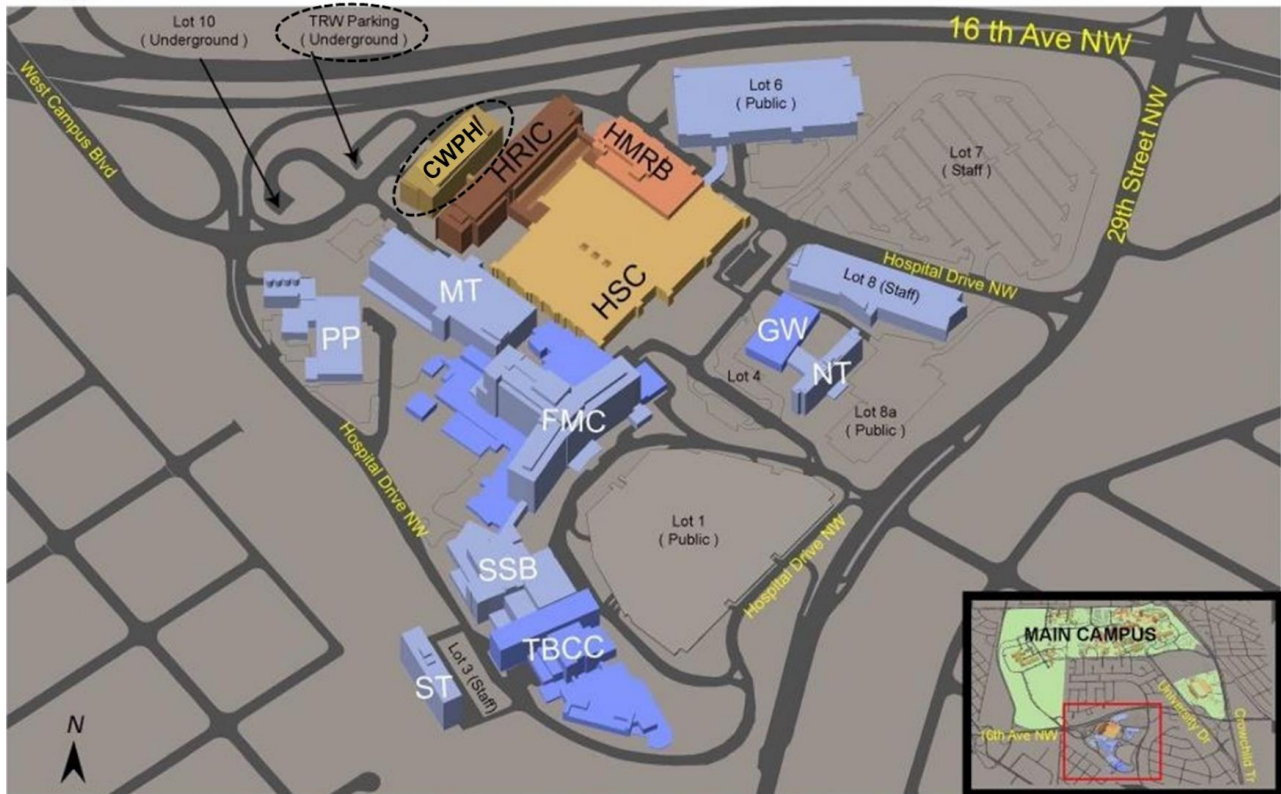 Lot 10
( Underground )
TRW Parking
( Underground )
16 th Ave NW
West Campus Blvd
Lot 6
( Public )
CWPH
HRIC
HMRB
Lot 7
( Staff )
29th Street NW
Hospital Drive NW
Lot 8 (Staff)
MT
HSC
GW
PP
NT
Lot 4
Lot 8a
( Public )
FMC
Hospital Drive NW
Lot 1
( Public )
Hospital Drive NW
SSB
TBCC
ST
Lot 3 (Staff)
N
MAIN CAMPUS
University Dr
Crowchild Tr
16th Ave NW